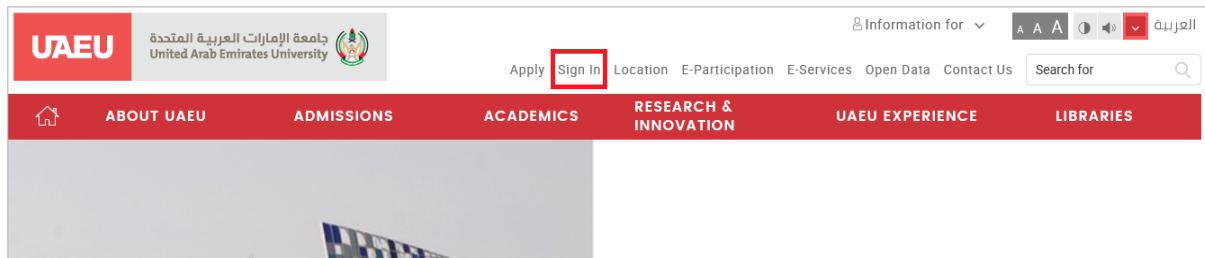 UAEU
جامعة الإمارات العربية المتحدة
United Arab Emirates University
Information for
A A A
العربية
Apply Sign In Location E-Participation E-Services Open Data Contact Us Search for
ABOUT UAEU ADMISSIONS ACADEMICS RESEARCH & INNOVATION UAEU EXPERIENCE LIBRARIES